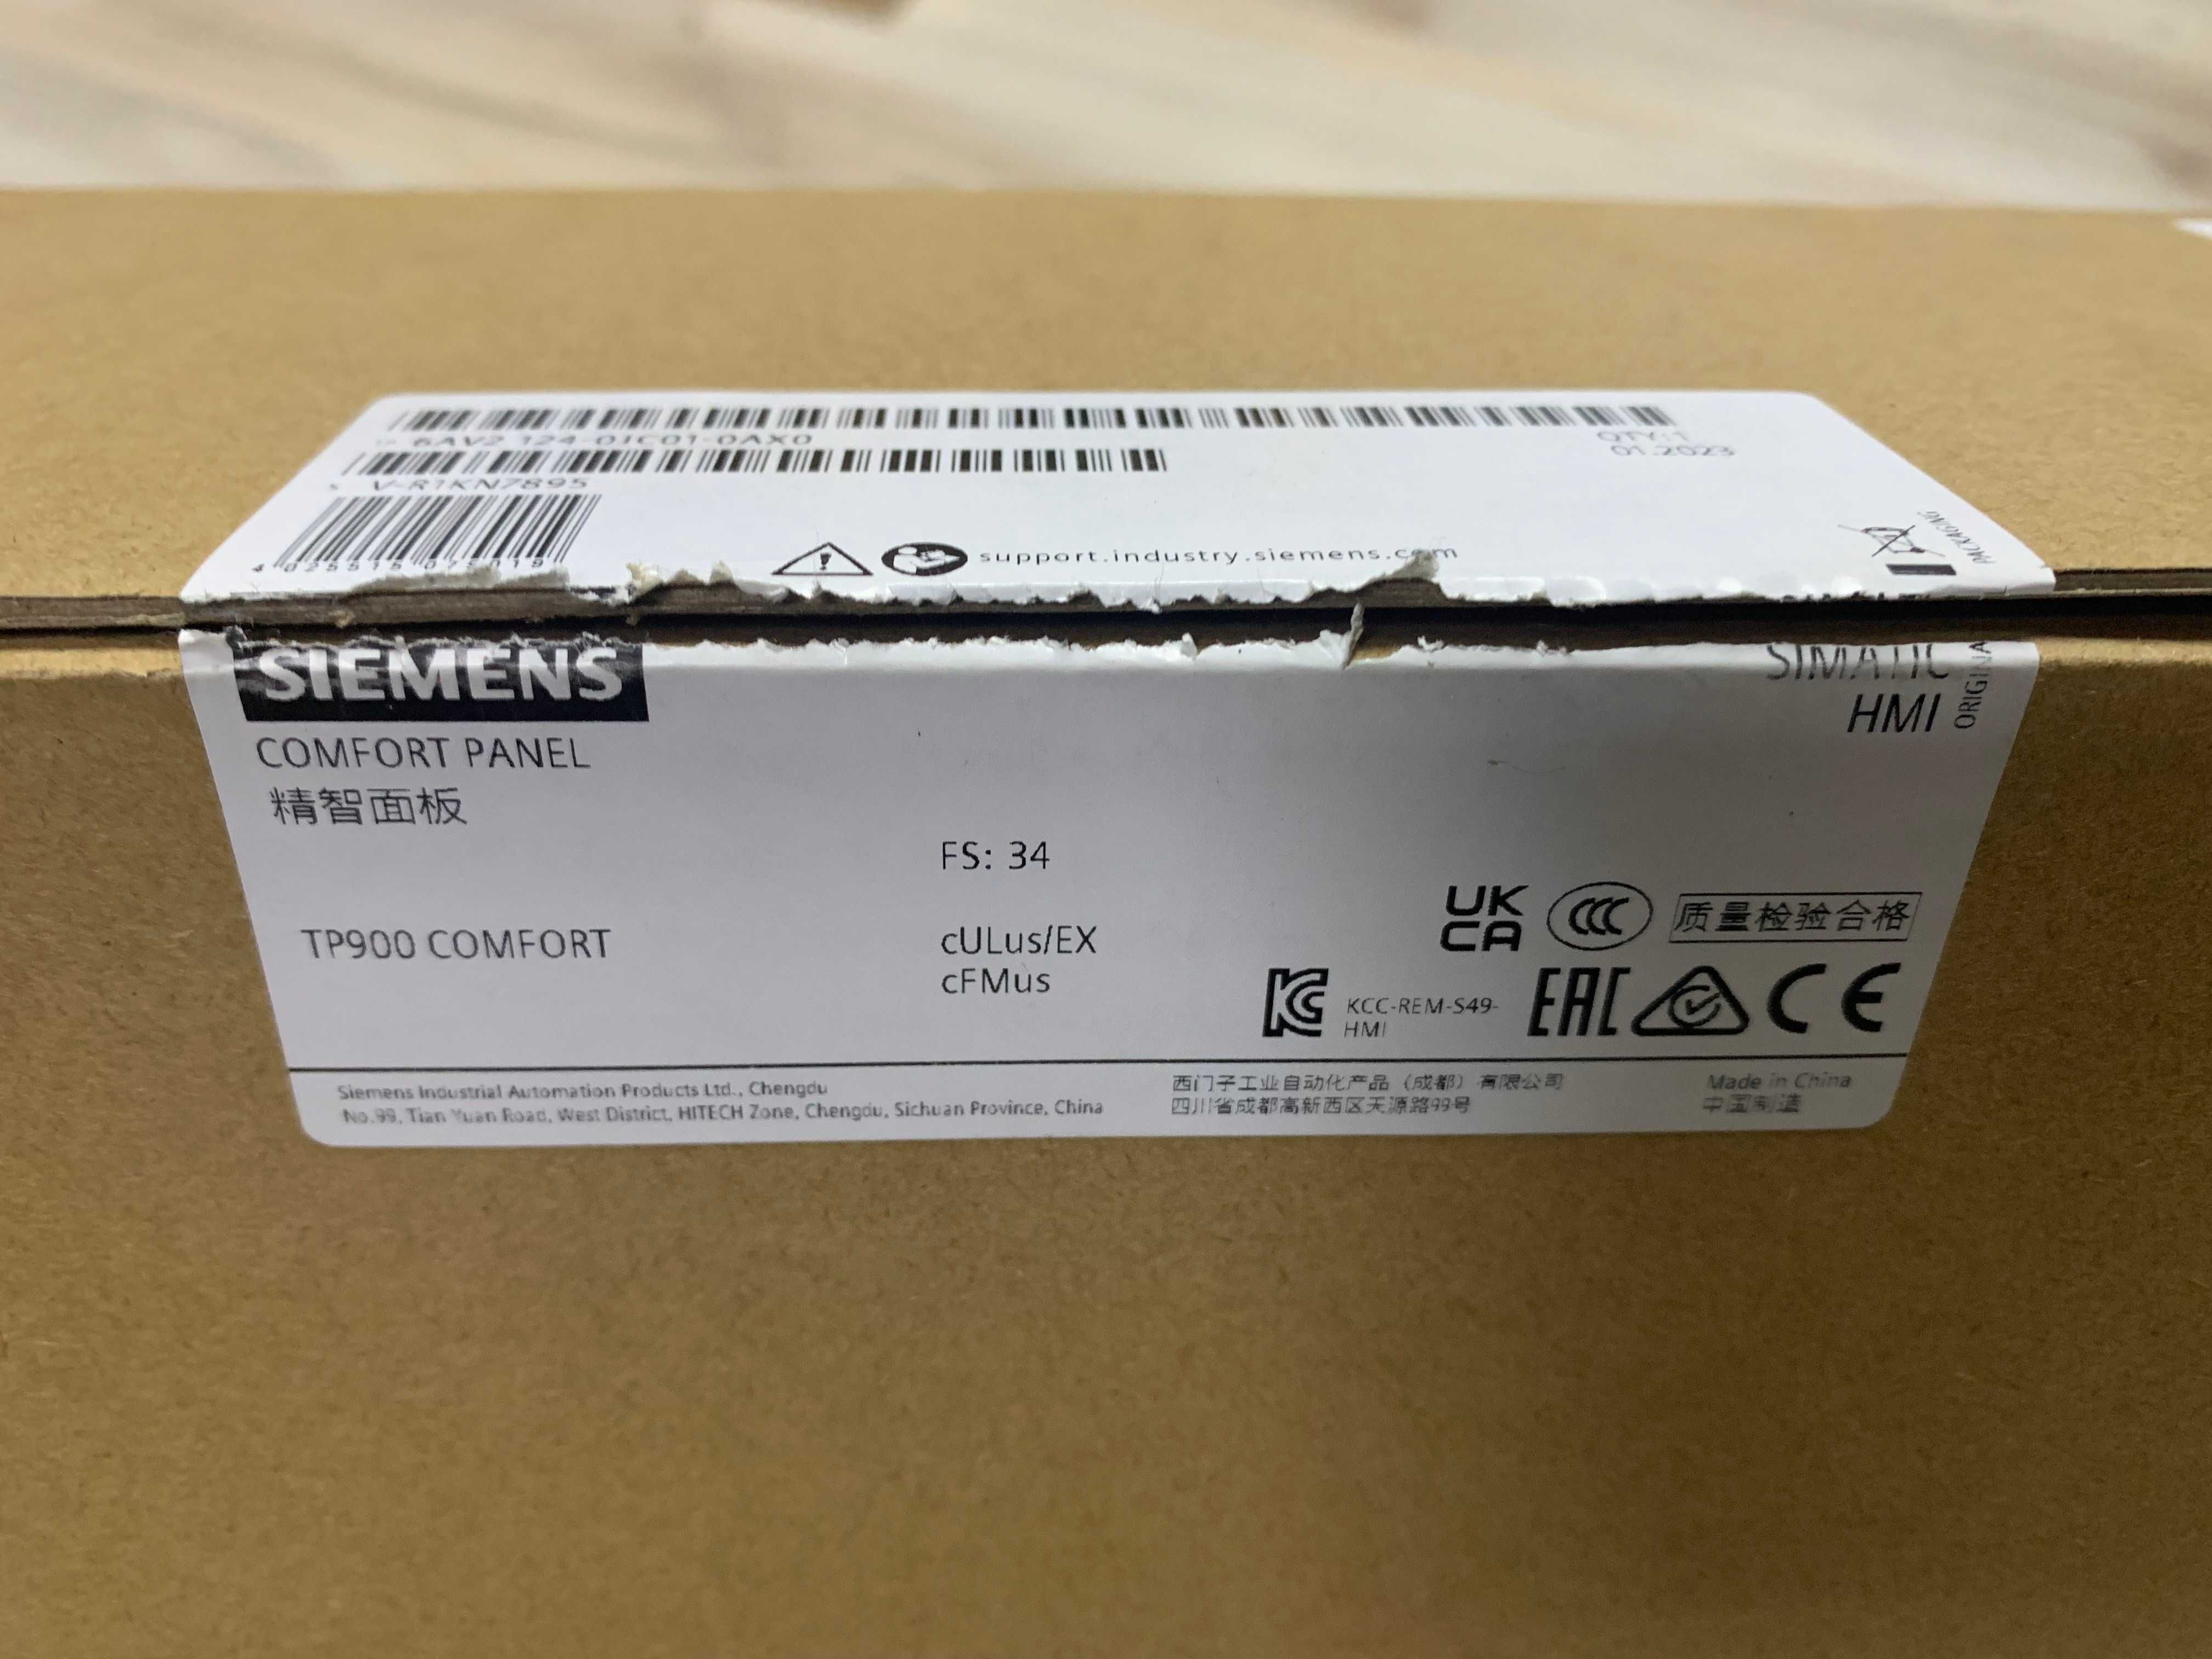 6AV2 124-0JC01-0AX0
QTY:1
01.2023
S V-R1KN7895
support.industry.siemens.com
PACKAGING
SIEMENS
SIMATIC
HMI
ORIGINA
COMFORT PANEL
精智面板
FS: 34
TP900 COMFORT
cULus/EX
cFMus
UK
CA
CCC
质量检验合格
KCC-REM-S49-
HMI
EAC
CE
Siemens Industrial Automation Products Ltd., Chengdu
No.99, Tian Yuan Road, West District, HITECH Zone, Chengdu, Sichuan Province, China
西门子工业自动化产品（成都）有限公司
四川省成都高新西区天源路99号
Made in China
中国制造